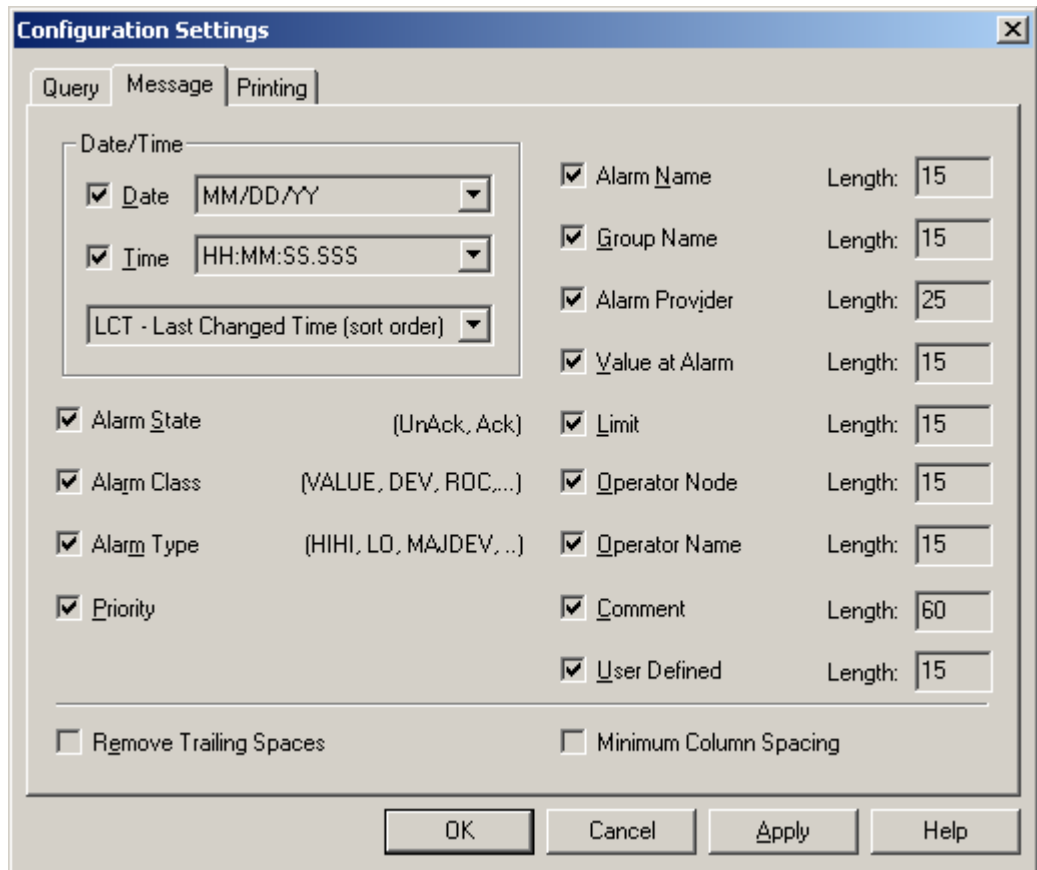 Configuration Settings
Query Message Printing
Date/Time
Date MM/DD/YY
Time HH:MM:SS.SSS
LCT - Last Changed Time (sort order)
Alarm State (UnAck, Ack)
Alarm Class (VALUE, DEV, ROC,...)
Alarm Type (HIHI, LO, MAJDEV, ..)
Priority
Alarm Name Length: 15
Group Name Length: 15
Alarm Provider Length: 25
Value at Alarm Length: 15
Limit Length: 15
Operator Node Length: 15
Operator Name Length: 15
Comment Length: 60
User Defined Length: 15
Remove Trailing Spaces
Minimum Column Spacing
OK Cancel Apply Help